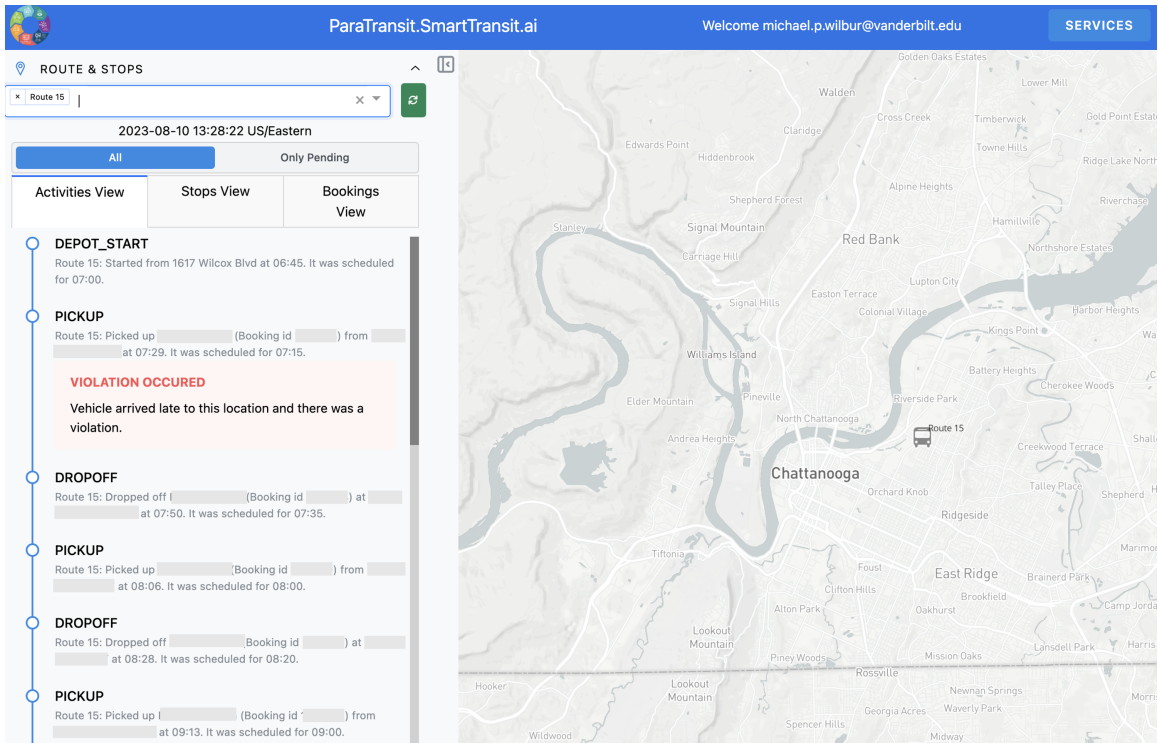 ParaTransit.SmartTransit.ai
Welcome michael.p.wilbur@vanderbilt.edu
SERVICES
ROUTE & STOPS
× Route 15
2023-08-10 13:28:22 US/Eastern
All
Only Pending
Activities View
Stops View
Bookings
View
DEPOT_START
Route 15: Started from 1617 Wilcox Blvd at 06:45. It was scheduled
for 07:00.
PICKUP
Route 15: Picked up (Booking id ) from
at 07:29. It was scheduled for 07:15.
VIOLATION OCCURED
Vehicle arrived late to this location and there was a
violation.
DROPOFF
Route 15: Dropped off (Booking id ) at
at 07:50. It was scheduled for 07:35.
PICKUP
Route 15: Picked up (Booking id ) from
at 08:06. It was scheduled for 08:00.
DROPOFF
Route 15: Dropped off Booking id ) at
at 08:28. It was scheduled for 08:20.
PICKUP
Route 15: Picked up (Booking id ) from
at 09:13. It was scheduled for 09:00.
Golden Oaks Estates
Lower Mill
Walden
Cross Creek
Timberwick
Gold Point Estat
Claridge
Edwards Point
Hiddenbrook
Towne Hills
Ridge Lake North
Alpine Heights
Shepherd Forest
Riverchase
Hamillville
Stanley
Signal Mountain
Red Bank
Northshore Estates
Carriage Hill
Lupton City
Signal Hills
Easton Terrace
Colonial Village
Harbor Heights
Kings Point
Wa
Williams Island
Battery Heights
Cherokee Woods
Elder Mountain
Pineville
Riverside Park
North Chattanooga
Route 15
Andrea Heights
Creekwood Terrace
Shall
Chattanooga
Talley Place
Orchard Knob
Shepherd
Ridgeside
Tiftonia
Marimon
Foust
East Ridge
Brainerd Park
Clifton Hills
Brookfield
Alton Park
Oakhurst
Camp Jorda
Lookout
Mountain
Lansdell Park
Harris
Piney Woods
Mission Oaks
Rossville
Hooker
Lookout
Mountain
Newnan Springs
Morri
Georgia Acres
Waverly Park
Spencer Hills
Wildwood
Midway